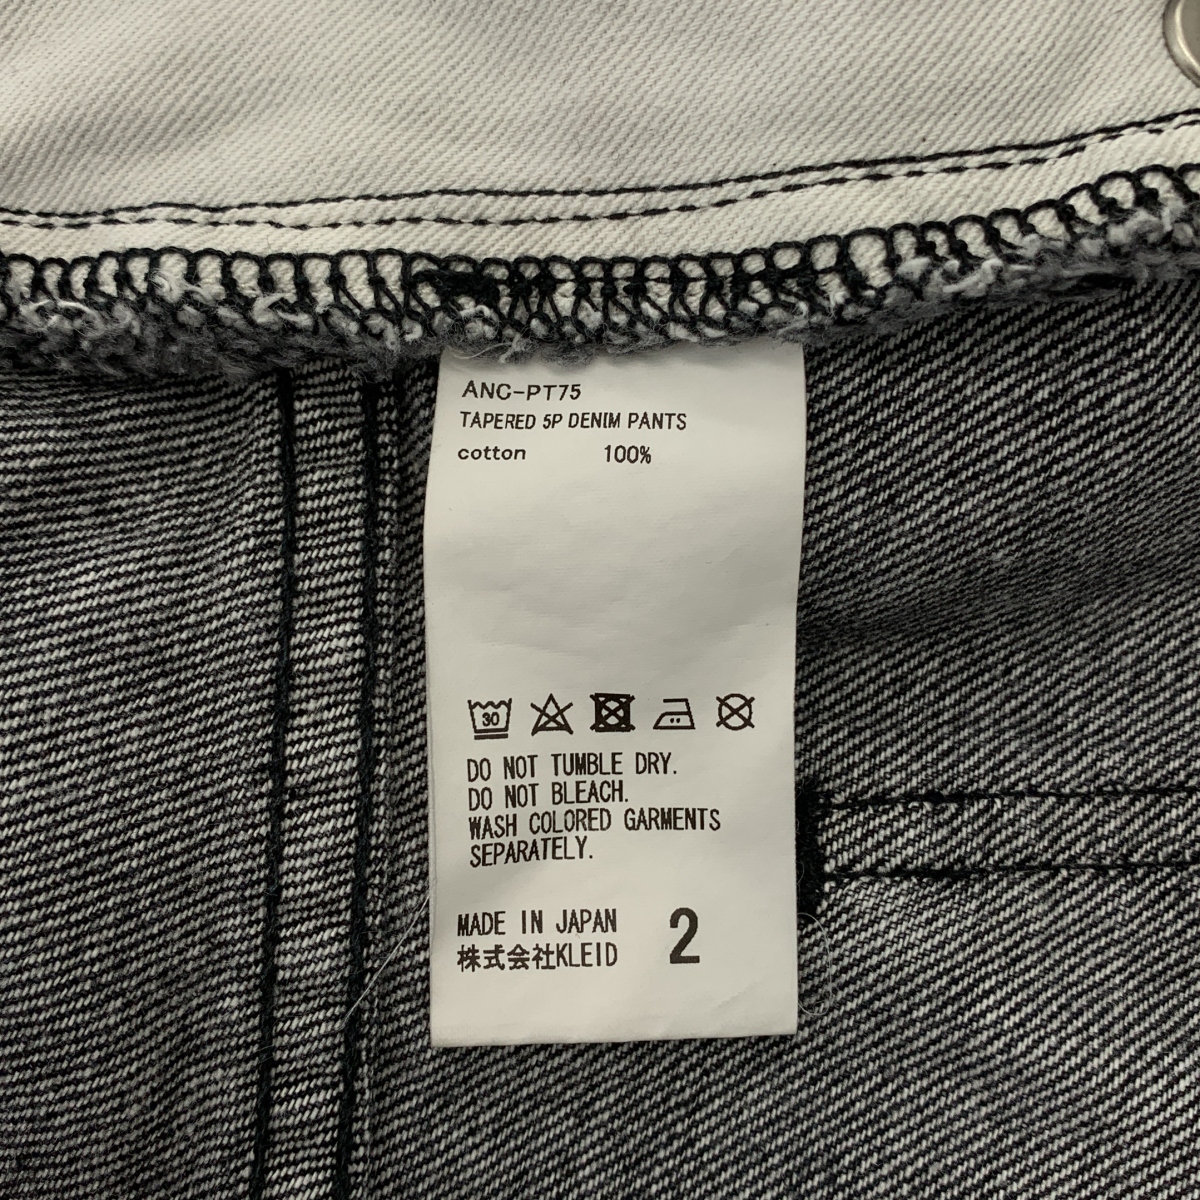 ANC-PT75
TAPERED 5P DENIM PANTS
cotton 100%
30
DO NOT TUMBLE DRY.
DO NOT BLEACH.
WASH COLORED GARMENTS
SEPARATELY.
MADE IN JAPAN
株式会社KLEID 2